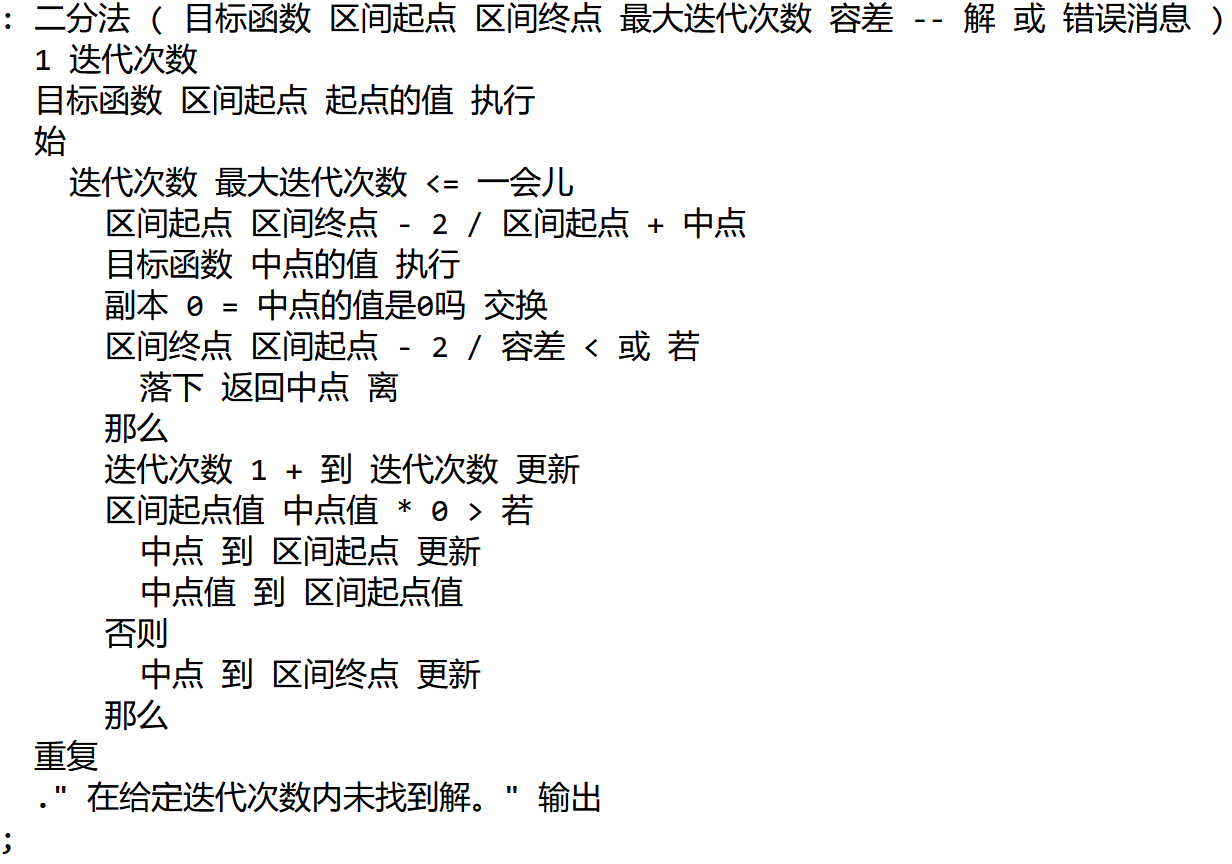 : 二分法 ( 目标函数 区间起点 区间终点 最大迭代次数 容差 -- 解 或 错误消息 )
1 迭代次数
目标函数 区间起点 起点的值 执行
始
迭代次数 最大迭代次数 <= 一会儿
区间起点 区间终点 - 2 / 区间起点 + 中点
目标函数 中点的值 执行
副本 0 = 中点的值是0吗 交换
区间终点 区间起点 - 2 / 容差 < 或 若
落下 返回中点 离
那么
迭代次数 1 + 到 迭代次数 更新
区间起点值 中点值 * 0 > 若
中点 到 区间起点 更新
中点值 到 区间起点值
否则
中点 到 区间终点 更新
那么
重复
." 在给定迭代次数内未找到解。" 输出
;